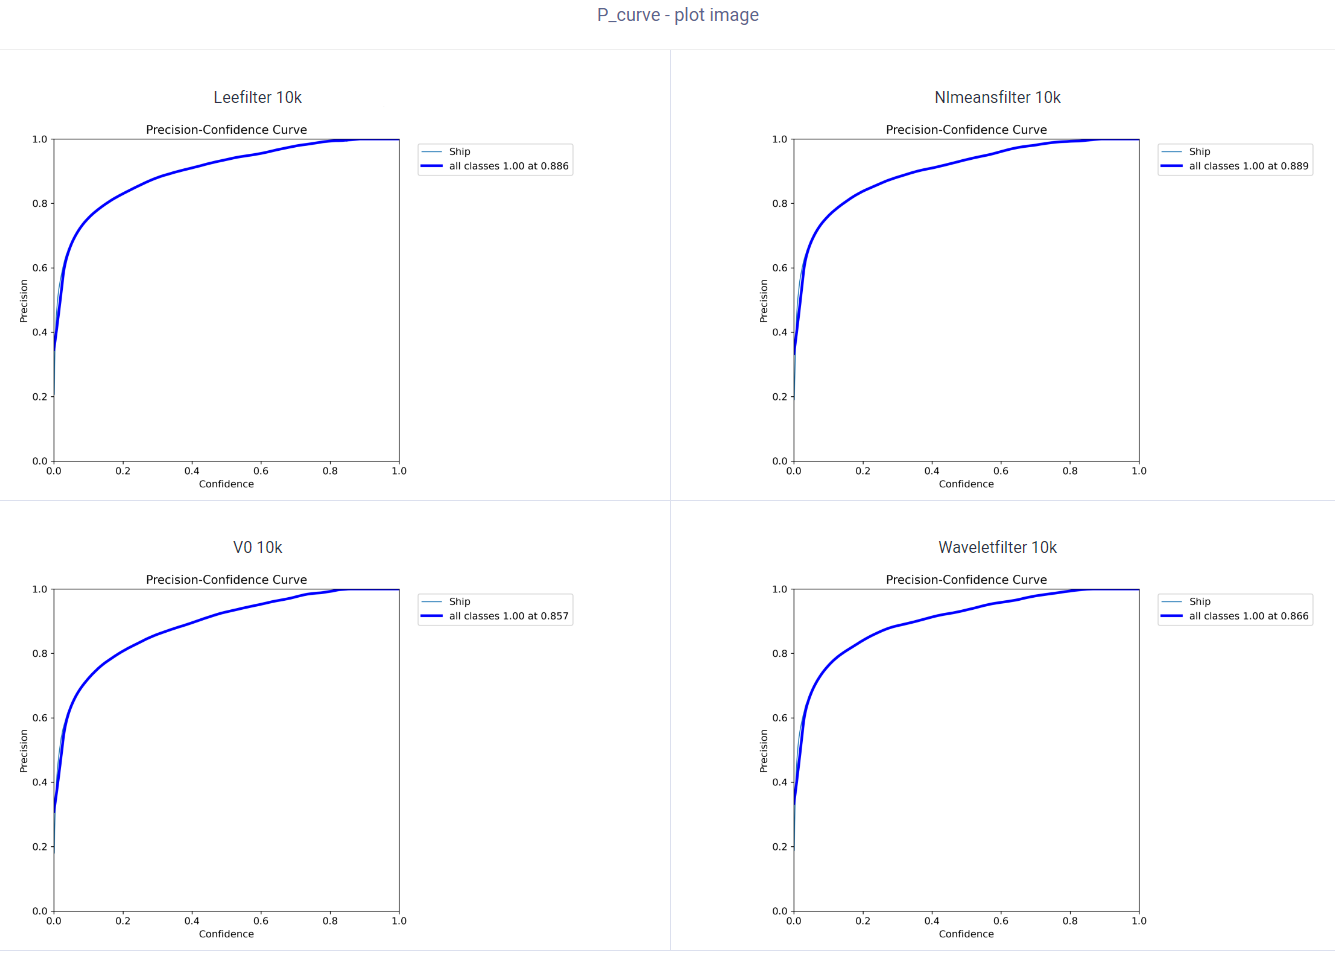 P_curve - plot image
Leefilter 10k
Precision-Confidence Curve
1.0
0.8
0.6
0.4
0.2
0.0
Precision
0.0 0.2 0.4 0.6 0.8 1.0
Confidence
Ship
all classes 1.00 at 0.886
Nlmeansfilter 10k
Precision-Confidence Curve
1.0
0.8
0.6
0.4
0.2
0.0
Precision
0.0 0.2 0.4 0.6 0.8 1.0
Confidence
Ship
all classes 1.00 at 0.889
V0 10k
Precision-Confidence Curve
1.0
0.8
0.6
0.4
0.2
0.0
Precision
0.0 0.2 0.4 0.6 0.8 1.0
Confidence
Ship
all classes 1.00 at 0.857
Waveletfilter 10k
Precision-Confidence Curve
1.0
0.8
0.6
0.4
0.2
0.0
Precision
0.0 0.2 0.4 0.6 0.8 1.0
Confidence
Ship
all classes 1.00 at 0.866